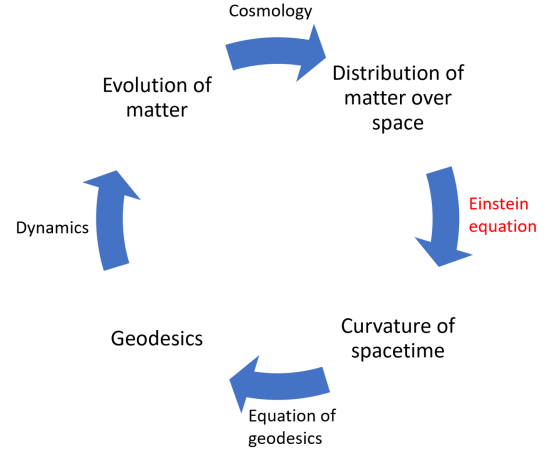 Cosmology
Evolution of
matter
Distribution of
matter over
space
Einstein
equation
Dynamics
Curvature of
spacetime
Geodesics
Equation of
geodesics